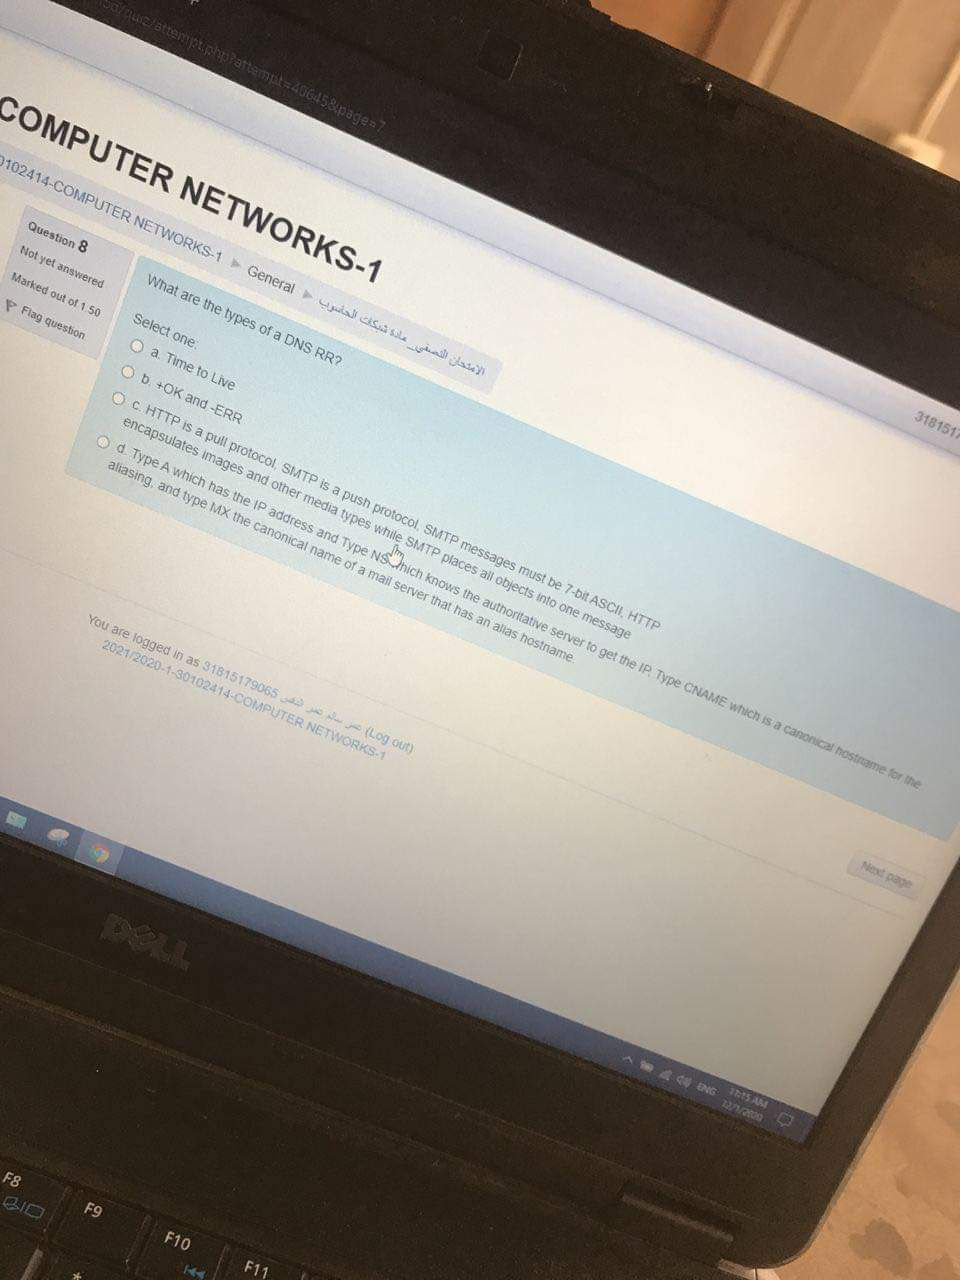 /quiz/attempt.php?attempt=40645&page=7
COMPUTER NETWORKS-1
0102414-COMPUTER NETWORKS-1 ▶ General ▶ الامتحان النصفي_ مادة شبكات الحاسوب
3181517
Question 8
Not yet answered
Marked out of 1.50
Flag question
What are the types of a DNS RR?
Select one:
a. Time to Live
b. +OK and -ERR
c. HTTP is a pull protocol, SMTP is a push protocol, SMTP messages must be 7-bit ASCII, HTTP
encapsulates images and other media types while SMTP places all objects into one message
d. Type A which has the IP address and Type NS which knows the authoritative server to get the IP. Type CNAME which is a canonical hostname for the
aliasing, and type MX the canonical name of a mail server that has an alias hostname
Next page
You are logged in as 31815179065 (Log out)
2021/2020-1-30102414-COMPUTER NETWORKS-1
ENG
11:15 AM
12/1/2020
DELL
F8
F9
F10
F11
*